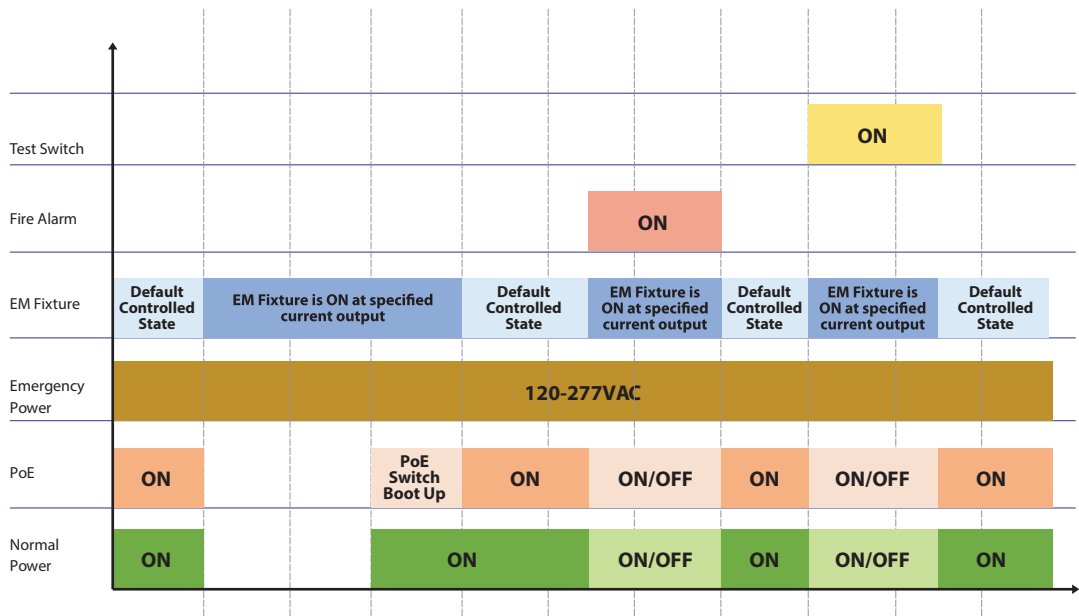 Test Switch
ON
Fire Alarm
ON
EM Fixture
Default
Controlled
State
EM Fixture is ON at specified
current output
Default
Controlled
State
EM Fixture is
ON at specified
current output
Default
Controlled
State
EM Fixture is
ON at specified
current output
Default
Controlled
State
Emergency
Power
120-277VAC
PoE
ON
PoE
Switch
Boot Up
ON
ON/OFF
ON
ON/OFF
ON
Normal
Power
ON
ON
ON/OFF
ON
ON/OFF
ON